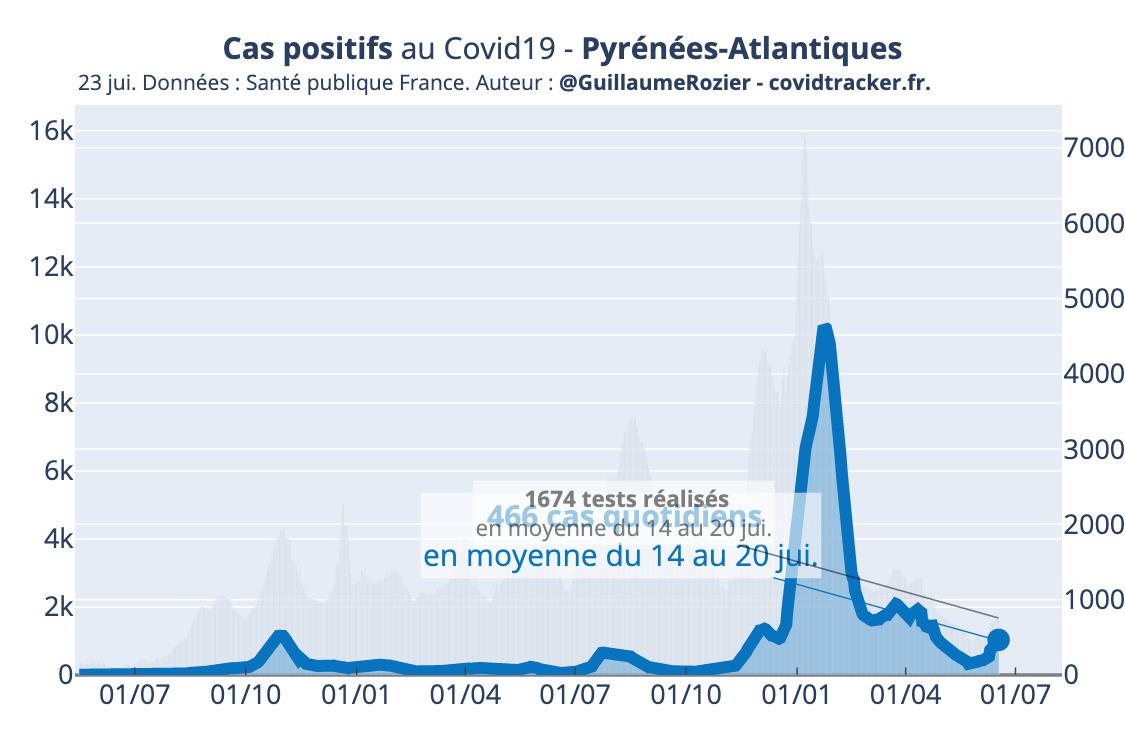 Cas positifs au Covid19 - Pyrénées-Atlantiques
23 jui. Données : Santé publique France. Auteur : @GuillaumeRozier - covidtracker.fr.
16k
14k
12k
10k
8k
6k
4k
2k
0
7000
6000
5000
4000
3000
2000
1000
0
1674 tests réalisés
en moyenne du 14 au 20 jui.
466 cas quotidiens
en moyenne du 14 au 20 jui.
01/07 01/10 01/01 01/04 01/07 01/10 01/01 01/04 01/07